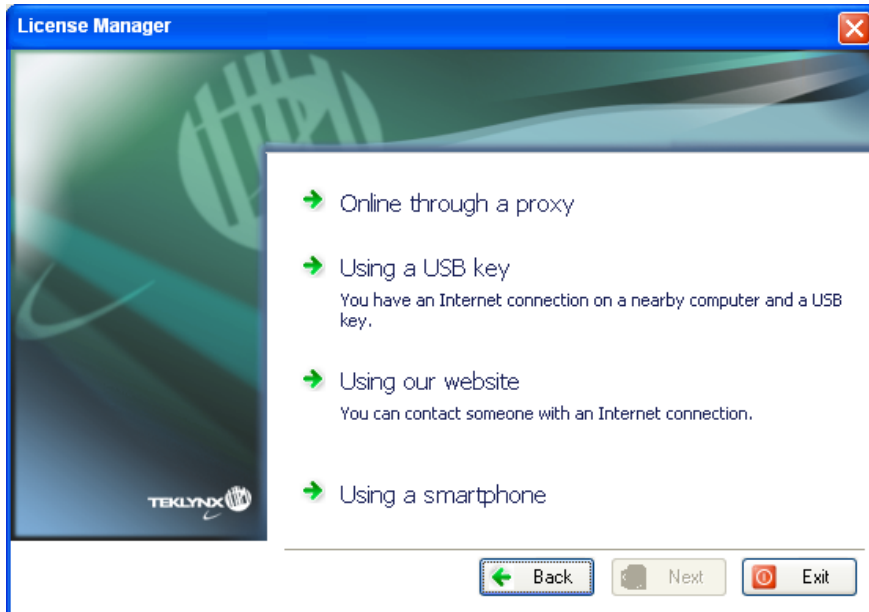 License Manager
Online through a proxy
Using a USB key
You have an Internet connection on a nearby computer and a USB
key.
Using our website
You can contact someone with an Internet connection.
Using a smartphone
TEKLYNX
Back
Next
Exit